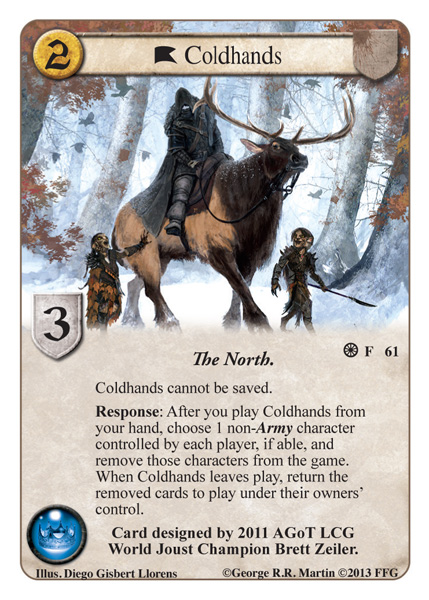 2
Coldhands
3
The North.
F 61
Coldhands cannot be saved.
Response: After you play Coldhands from
your hand, choose 1 non-Army character
controlled by each player, if able, and
remove those characters from the game.
When Coldhands leaves play, return the
removed cards to play under their owners'
control.
Card designed by 2011 AGoT LCG
World Joust Champion Brett Zeiler.
Illus. Diego Gisbert Llorens
©George R.R. Martin ©2013 FFG